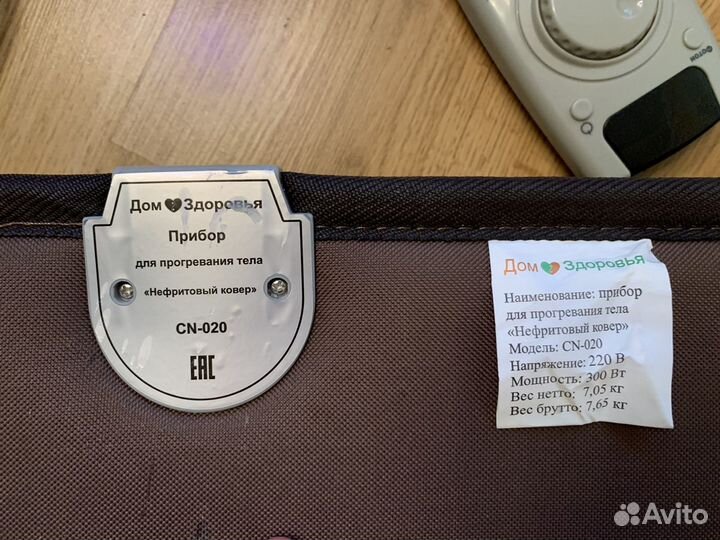 Фотон
Дом Здоровья
Прибор
для прогревания тела
«Нефритовый ковер»
CN-020
ЕАС
Дом Здоровья
Наименование: прибор
для прогревания тела
«Нефритовый ковер»
Модель: CN-020
Напряжение: 220 В
Мощность: 300 Вт
Вес нетто: 7,05 кг
Вес брутто: 7,65 кг
Avito